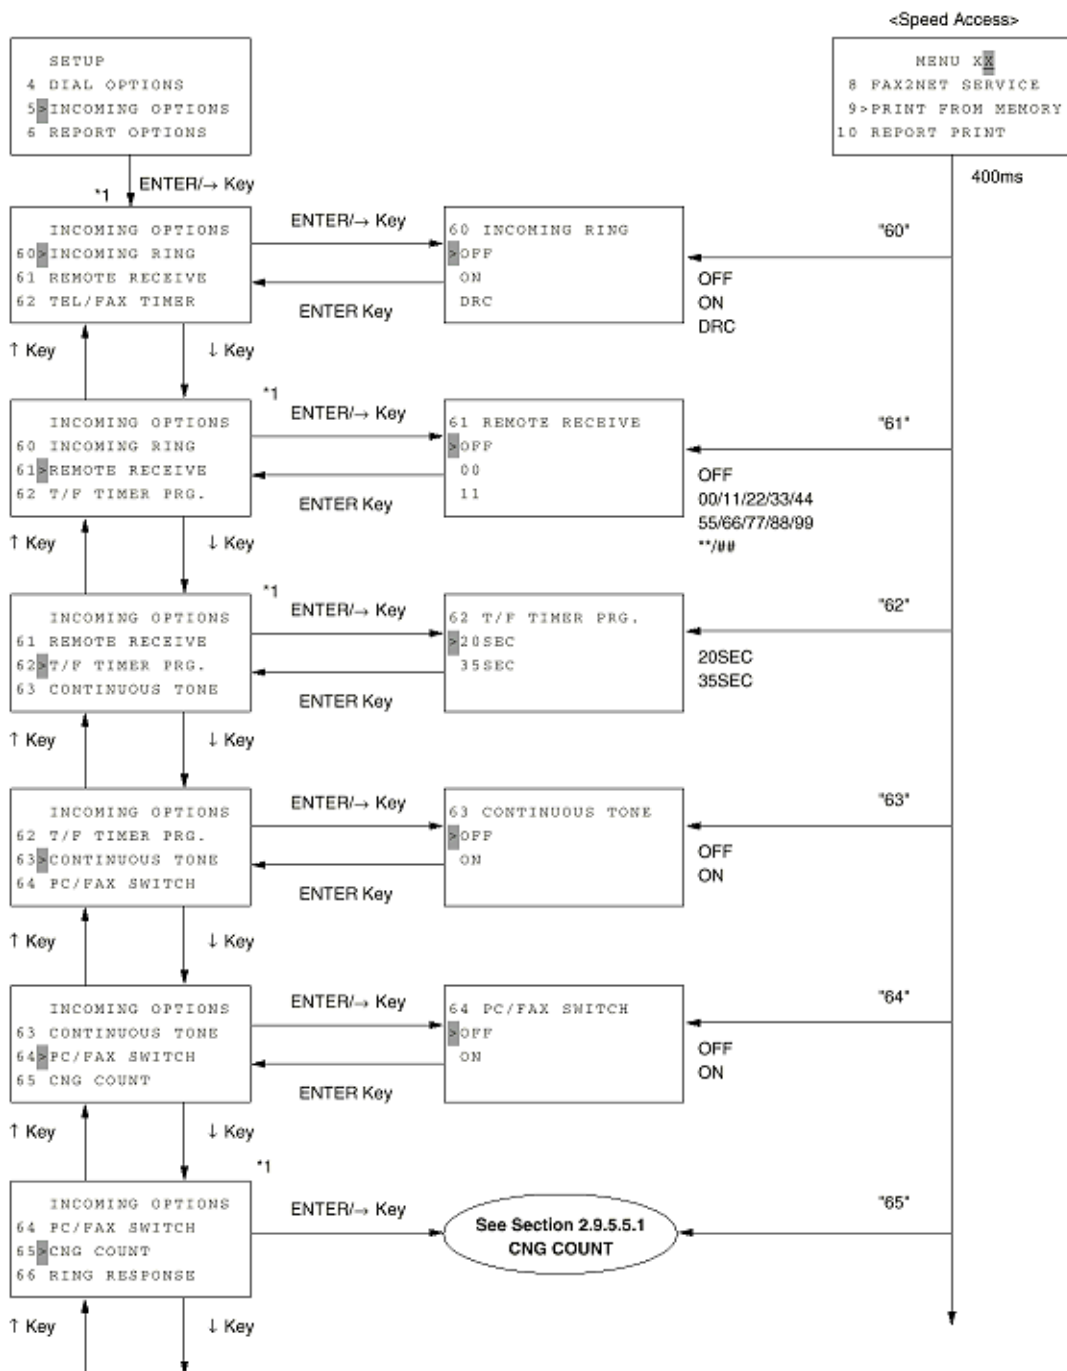 <Speed Access>
SETUP
4 DIAL OPTIONS
5>INCOMING OPTIONS
6 REPORT OPTIONS
MENU XX
8 FAX2NET SERVICE
9>PRINT FROM MEMORY
10 REPORT PRINT
ENTER/→ Key
400ms
*1
INCOMING OPTIONS
60>INCOMING RING
61 REMOTE RECEIVE
62 TEL/FAX TIMER
ENTER/→ Key
ENTER Key
60 INCOMING RING
>OFF
ON
DRC
"60"
OFF
ON
DRC
↑ Key
↓ Key
*1
INCOMING OPTIONS
60 INCOMING RING
61>REMOTE RECEIVE
62 T/F TIMER PRG.
ENTER/→ Key
ENTER Key
61 REMOTE RECEIVE
>OFF
00
11
"61"
OFF
00/11/22/33/44
55/66/77/88/99
**/##
↑ Key
↓ Key
*1
INCOMING OPTIONS
61 REMOTE RECEIVE
62>T/F TIMER PRG.
63 CONTINUOUS TONE
ENTER/→ Key
ENTER Key
62 T/F TIMER PRG.
>20SEC
35SEC
"62"
20SEC
35SEC
↑ Key
↓ Key
INCOMING OPTIONS
62 T/F TIMER PRG.
63>CONTINUOUS TONE
64 PC/FAX SWITCH
ENTER/→ Key
ENTER Key
63 CONTINUOUS TONE
>OFF
ON
"63"
OFF
ON
↑ Key
↓ Key
INCOMING OPTIONS
63 CONTINUOUS TONE
64>PC/FAX SWITCH
65 CNG COUNT
ENTER/→ Key
ENTER Key
64 PC/FAX SWITCH
>OFF
ON
"64"
OFF
ON
↑ Key
↓ Key
*1
INCOMING OPTIONS
64 PC/FAX SWITCH
65>CNG COUNT
66 RING RESPONSE
ENTER/→ Key
See Section 2.9.5.5.1
CNG COUNT
"65"
↑ Key
↓ Key